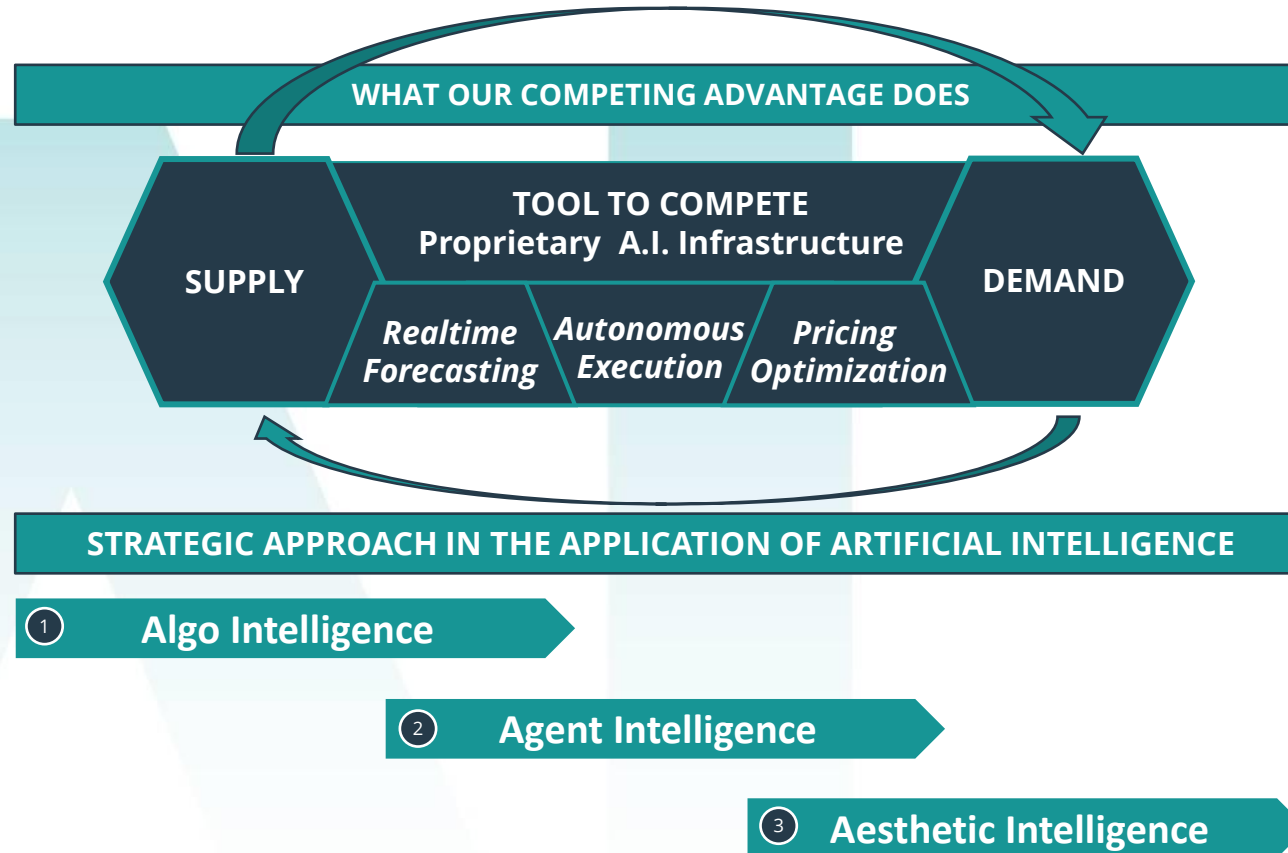 WHAT OUR COMPETING ADVANTAGE DOES
SUPPLY
TOOL TO COMPETE
Proprietary A.I. Infrastructure
Realtime
Forecasting
Autonomous
Execution
Pricing
Optimization
DEMAND
STRATEGIC APPROACH IN THE APPLICATION OF ARTIFICIAL INTELLIGENCE
1 Algo Intelligence
2 Agent Intelligence
3 Aesthetic Intelligence